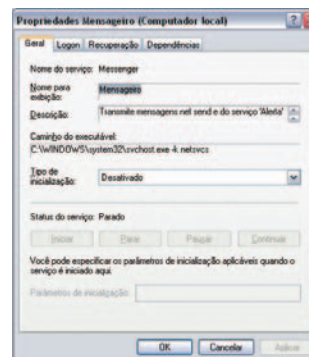 Propriedades Mensageiro (Computador local)
Geral Logon Recuperação Dependências
Nome do serviço: Messenger
Nome para exibição: Mensageiro
Descrição: Transmite mensagens net send e do serviço 'Alerta'
Caminho do executável:
C:\WINDOWS\system32\svchost.exe -k netsvcs
Tipo de inicialização: Desativado
Status do serviço: Parado
Iniciar Parar Pausar Continuar
Você pode especificar os parâmetros de inicialização aplicáveis quando o
serviço é iniciado aqui.
Parâmetros de inicialização:
OK Cancelar Aplicar